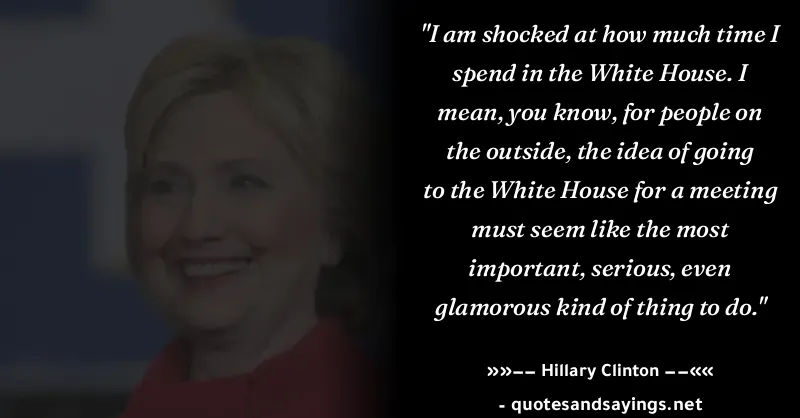 "I am shocked at how much time I
spend in the White House. I
mean, you know, for people on
the outside, the idea of going
to the White House for a meeting
must seem like the most
important, serious, even
glamorous kind of thing to do."
»»–– Hillary Clinton ––««
- quotesandsayings.net